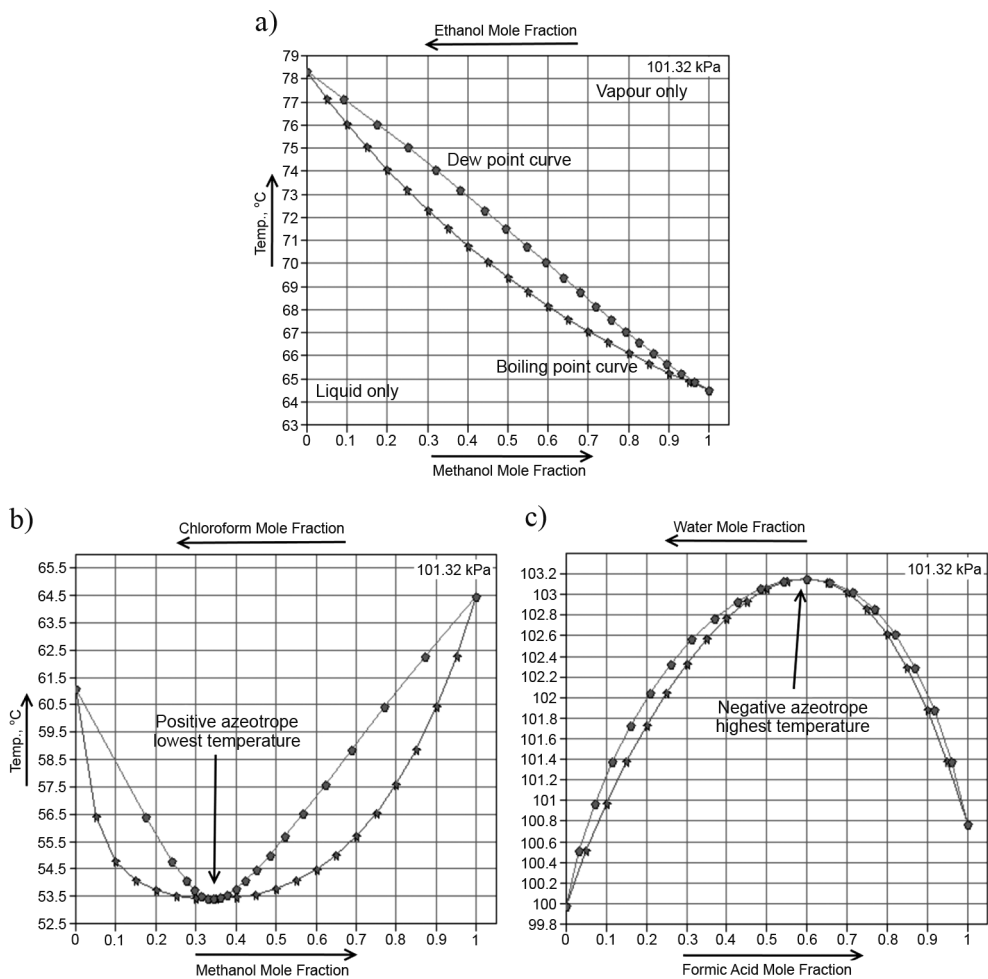 a)
Ethanol Mole Fraction
79
101.32 kPa
78
Vapour only
77
76
75
Dew point curve
74
73
72
Temp., °C
71
70
69
68
67
66
Boiling point curve
65
Liquid only
64
63
0 0.1 0.2 0.3 0.4 0.5 0.6 0.7 0.8 0.9 1
Methanol Mole Fraction
b)
Chloroform Mole Fraction
65.5
101.32 kPa
64.5
63.5
62.5
61.5
60.5
Positive azeotrope
lowest temperature
59.5
Temp., °C
58.5
57.5
56.5
55.5
54.5
53.5
52.5
0 0.1 0.2 0.3 0.4 0.5 0.6 0.7 0.8 0.9 1
Methanol Mole Fraction
c)
Water Mole Fraction
103.2
101.32 kPa
103
102.8
102.6
102.4
102.2
102
Negative azeotrope
highest temperature
101.8
101.6
101.4
101.2
101
100.8
100.6
100.4
100.2
100
99.8
0 0.1 0.2 0.3 0.4 0.5 0.6 0.7 0.8 0.9 1
Formic Acid Mole Fraction